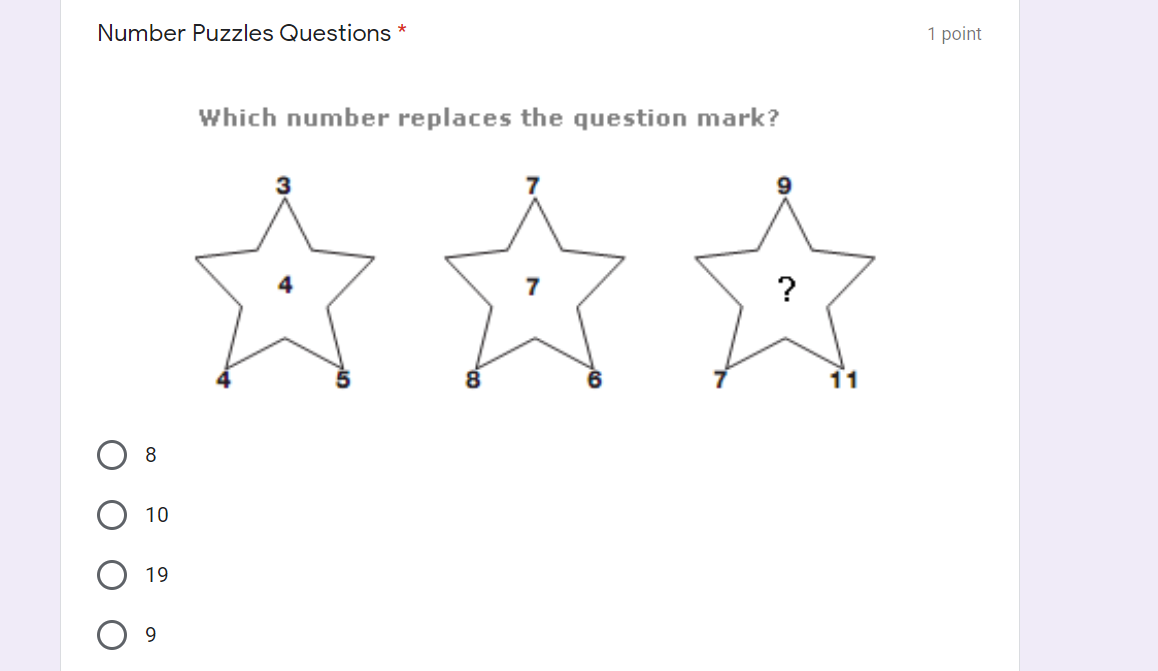 Number Puzzles Questions * 1 point
Which number replaces the question mark?
3 7 9
4 7 ?
4 5 8 6 7 11
8
10
19
9